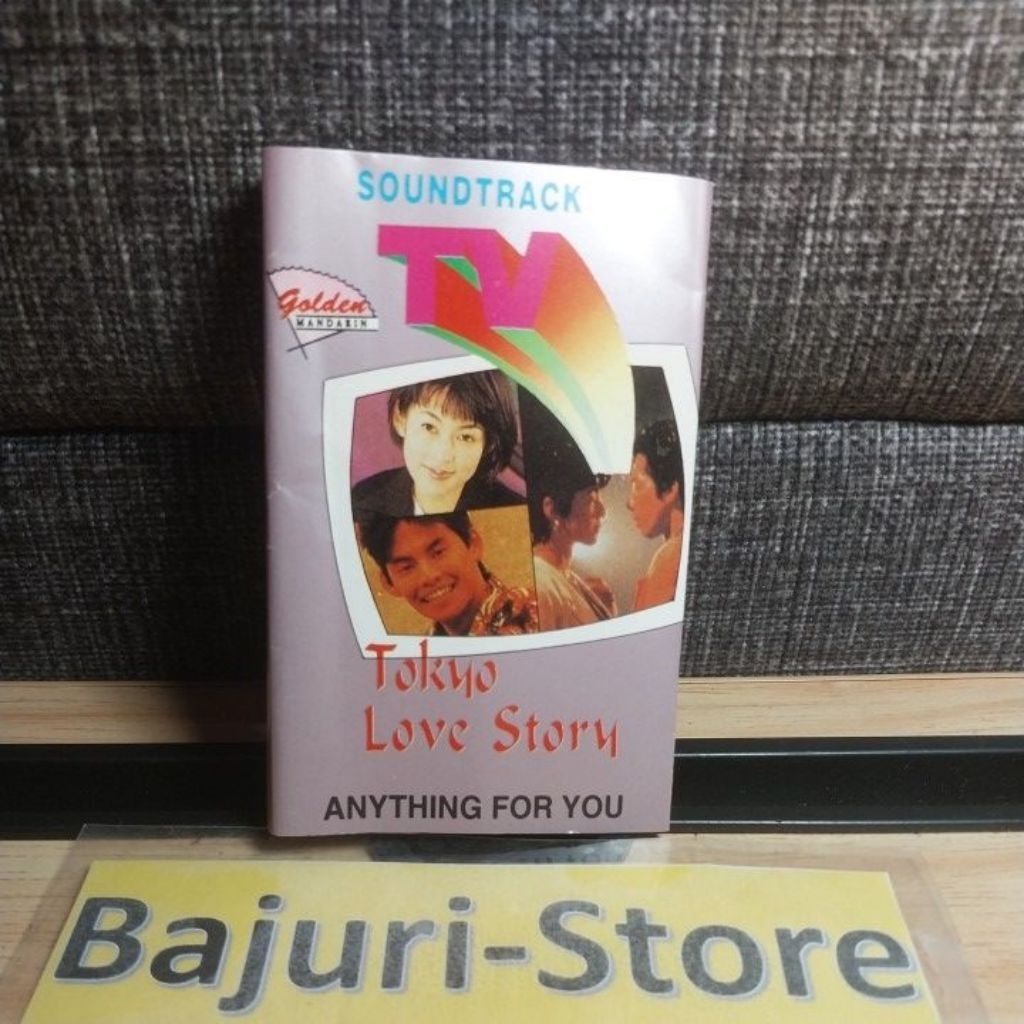 SOUNDTRACK
TV
Golden
MANDARIN
Tokyo
Love Story
ANYTHING FOR YOU
Bajuri-Store